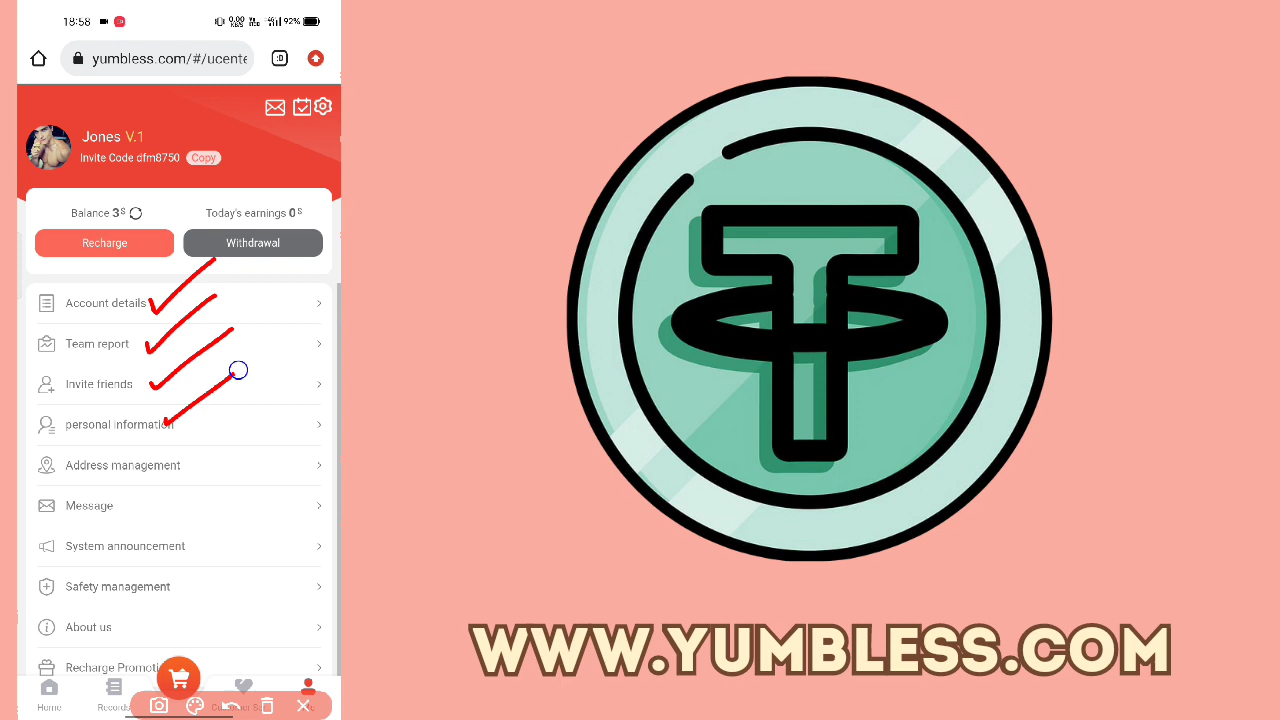 18:58
92%
yumbless.com/#/ucente
:D
Jones V.1
Invite Code dfm8750 Copy
Balance 3$ Today's earnings 0$
Recharge Withdrawal
Account details
Team report
Invite friends
personal information
Address management
Message
System announcement
Safety management
About us
Recharge Promoti
Home Records
WWW.YUMBLESS.COM